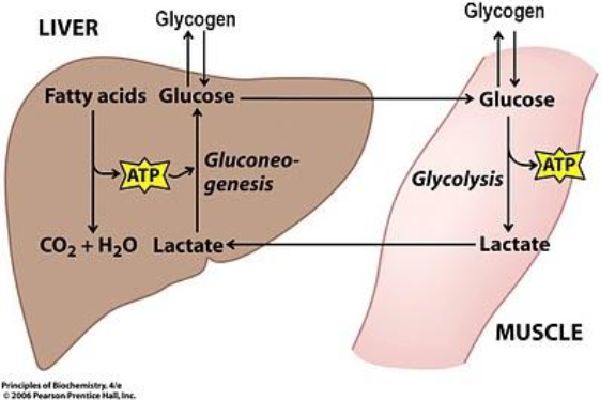 LIVER
Glycogen
Glycogen
Fatty acids
Glucose
Glucose
ATP
Gluconeo-
genesis
Glycolysis
ATP
CO₂ + H₂O
Lactate
Lactate
MUSCLE
Principles of Biochemistry, 4/e
© 2006 Pearson Prentice Hall, Inc.